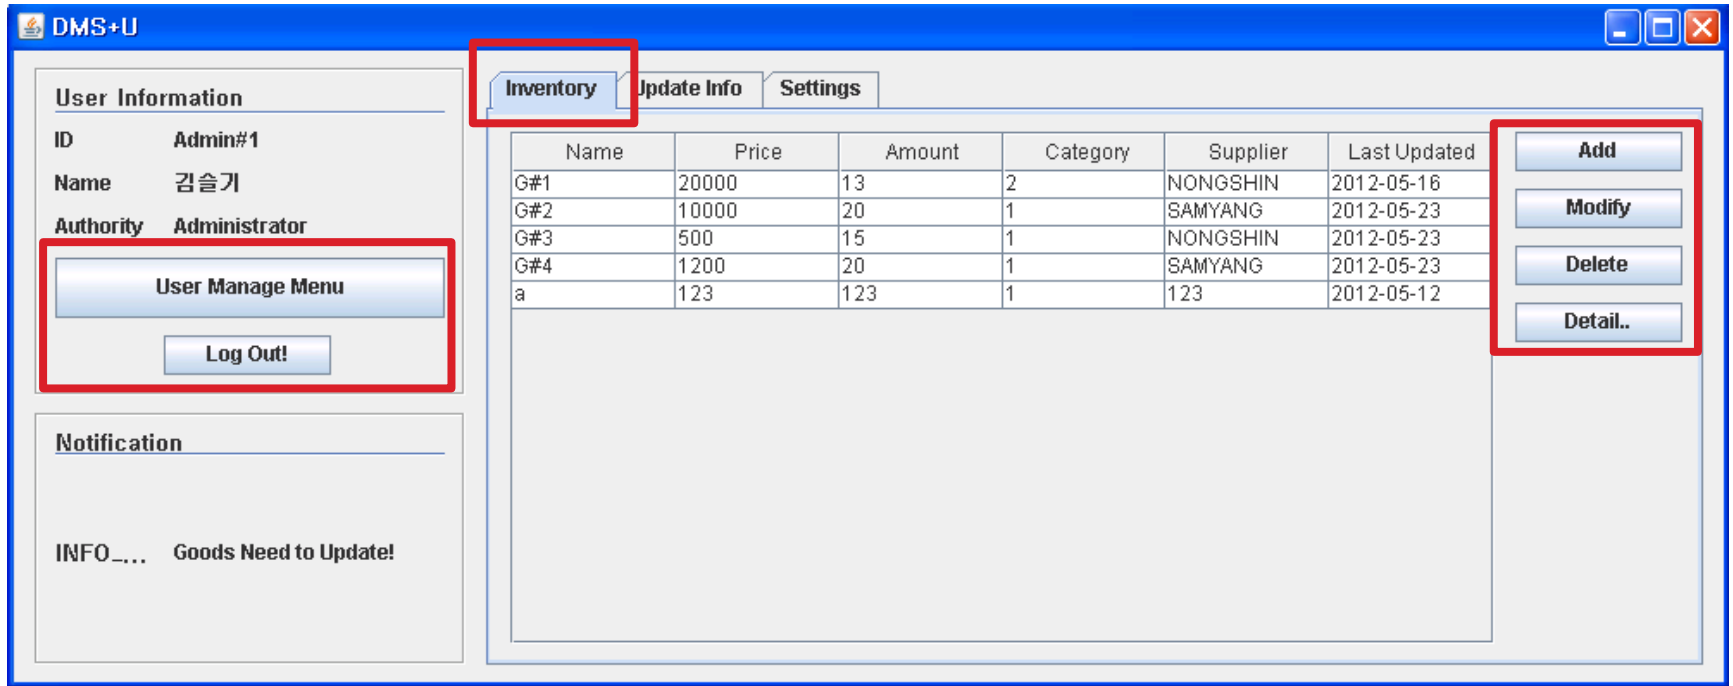 DMS+U
User Information
ID Admin#1
Name 김슬기
Authority Administrator
User Manage Menu
Log Out!
Notification
INFO_... Goods Need to Update!
Inventory Update Info Settings
Name Price Amount Category Supplier Last Updated
G#1 20000 13 2 NONGSHIN 2012-05-16
G#2 10000 20 1 SAMYANG 2012-05-23
G#3 500 15 1 NONGSHIN 2012-05-23
G#4 1200 20 1 SAMYANG 2012-05-23
a 123 123 1 123 2012-05-12
Add
Modify
Delete
Detail..